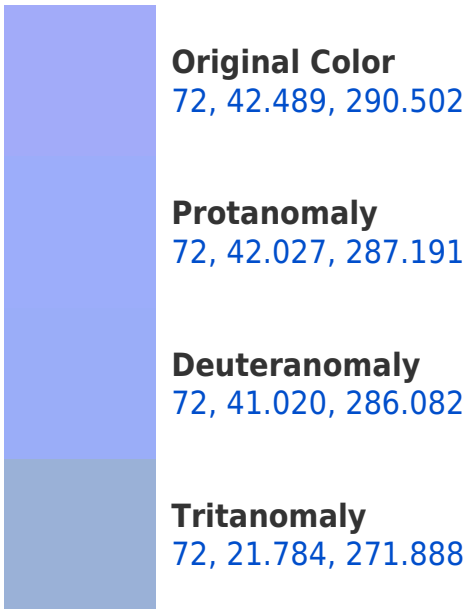 Original Color
72, 42.489, 290.502
Protanomaly
72, 42.027, 287.191
Deuteranomaly
72, 41.020, 286.082
Tritanomaly
72, 21.784, 271.888